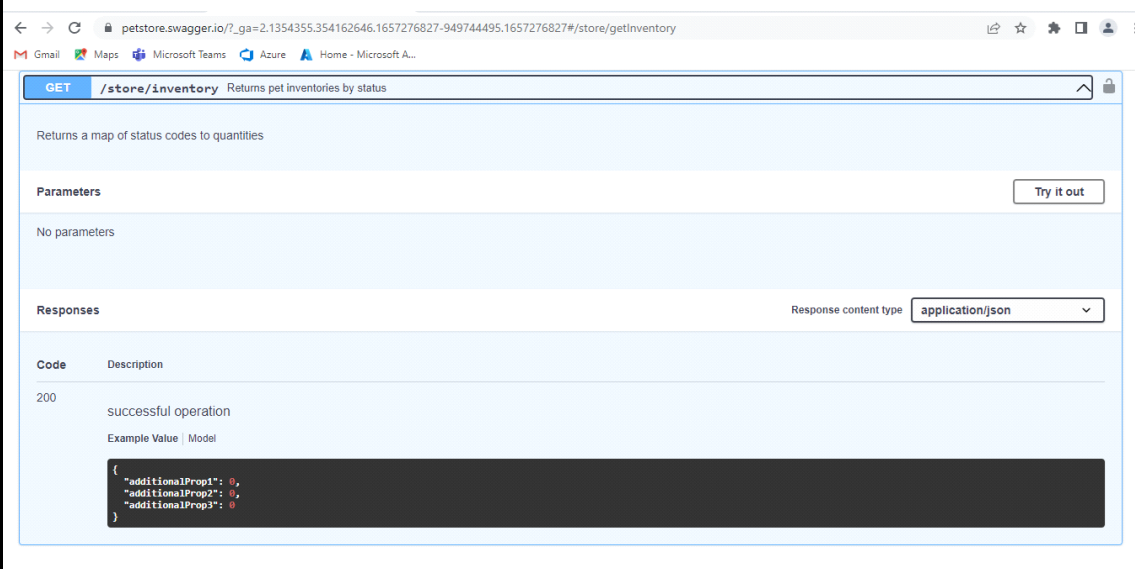 petstore.swagger.io/?_ga=2.1354355.354162646.1657276827-949744495.1657276827#/store/getInventory
Gmail Maps Microsoft Teams Azure Home - Microsoft A...
GET /store/inventory Returns pet inventories by status
Returns a map of status codes to quantities
Parameters Try it out
No parameters
Responses Response content type application/json
Code Description
200
successful operation
Example Value | Model
{
"additionalProp1": 0,
"additionalProp2": 0,
"additionalProp3": 0
}